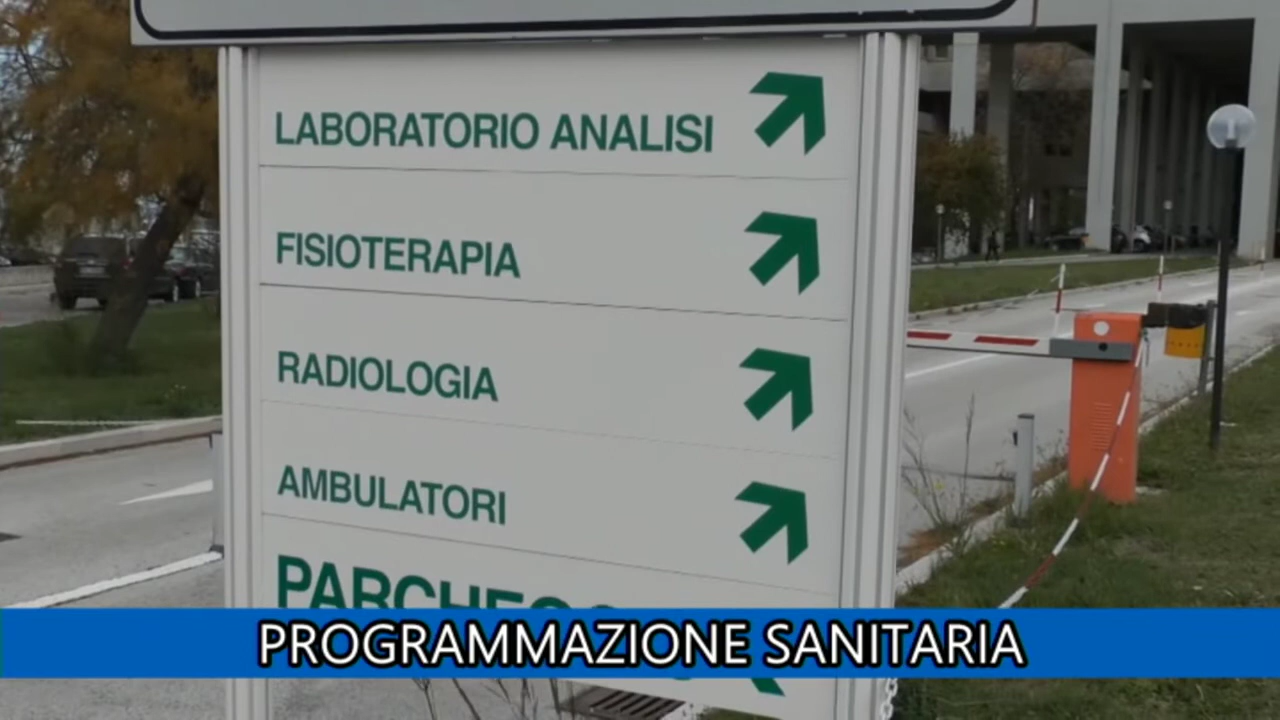 LABORATORIO ANALISI
FISIOTERAPIA
RADIOLOGIA
AMBULATORI
PROGRAMMAZIONE SANITARIA